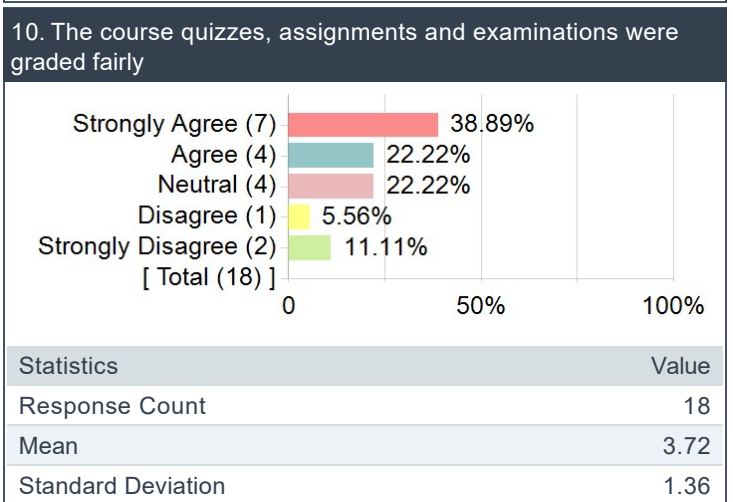 10. The course quizzes, assignments and examinations were
graded fairly
Strongly Agree (7) 38.89%
Agree (4) 22.22%
Neutral (4) 22.22%
Disagree (1) 5.56%
Strongly Disagree (2) 11.11%
[ Total (18) ]
0 50% 100%
Statistics Value
Response Count 18
Mean 3.72
Standard Deviation 1.36